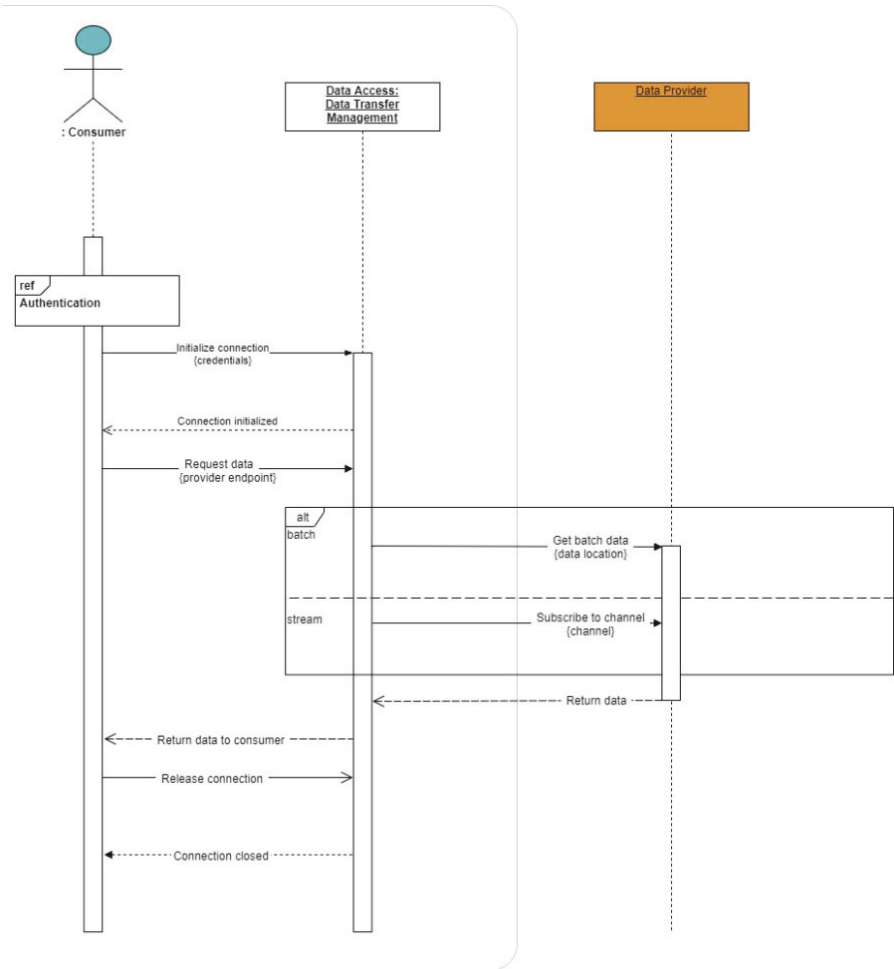 Data Access:
Data Transfer
Management
Data Provider
: Consumer
ref
Authentication
Initialize connection
{credentials}
Connection initialized
Request data
{provider endpoint}
alt
batch
Get batch data
{data location}
stream
Subscribe to channel
{channel}
Return data
Return data to consumer
Release connection
Connection closed